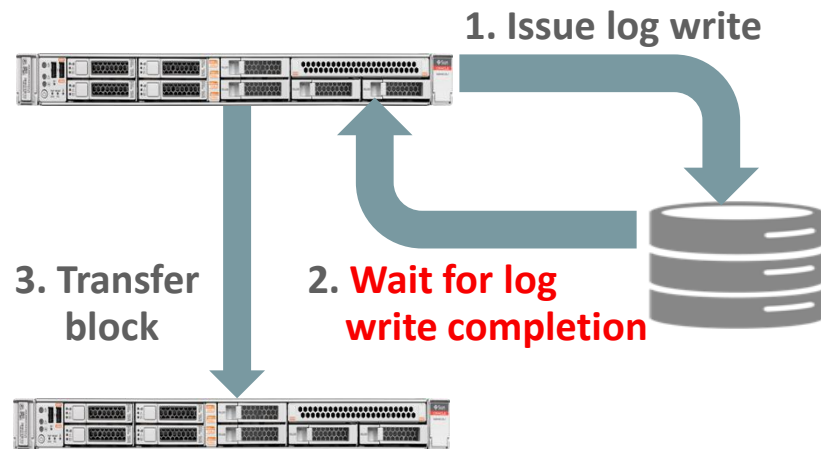 1. Issue log write
3. Transfer
block
2. Wait for log
write completion